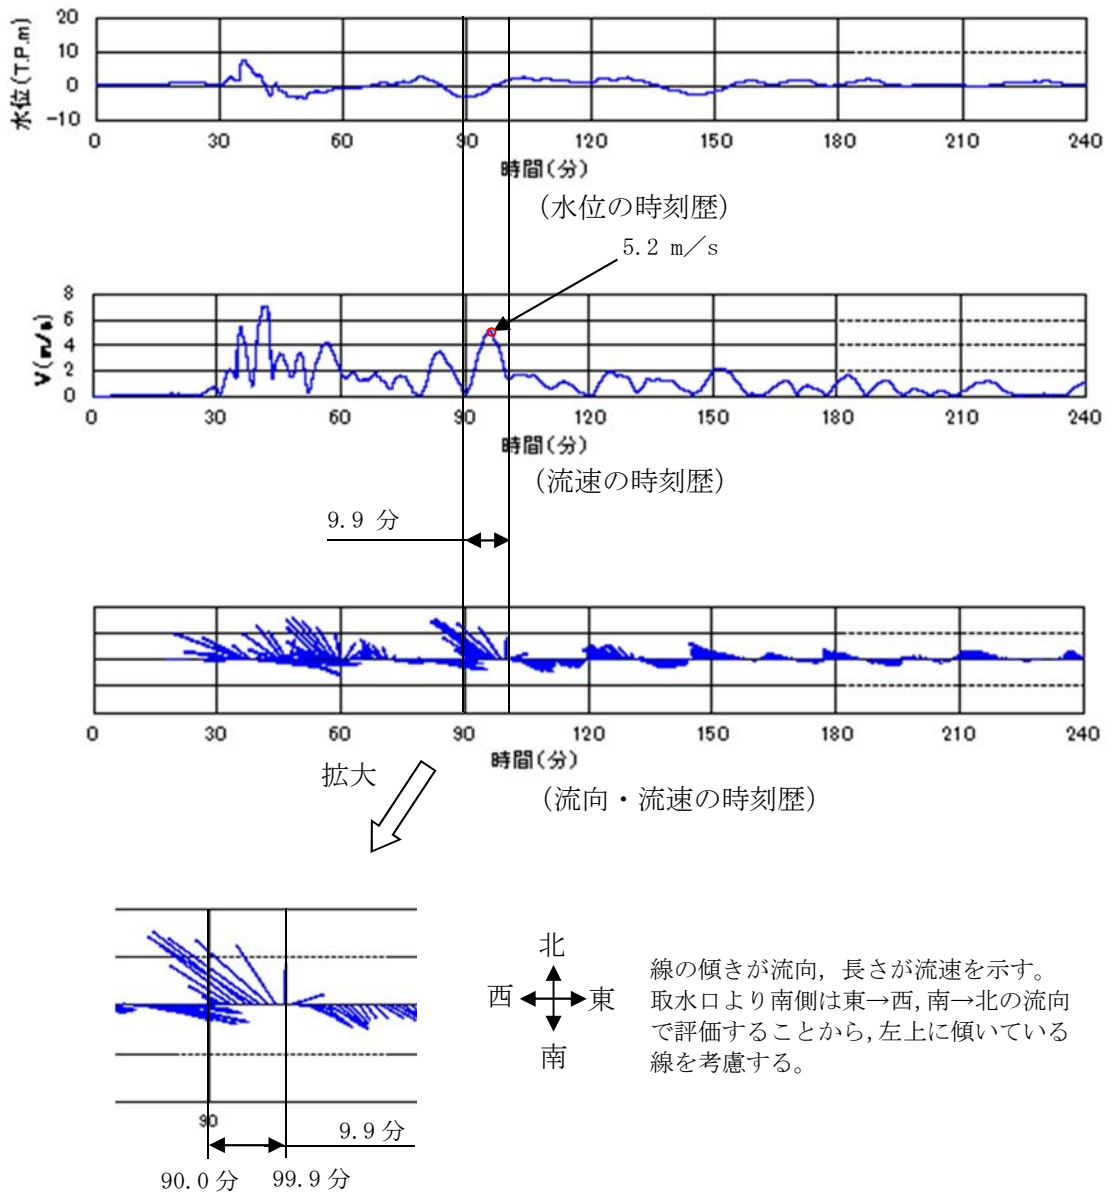 20
10
0
-10
水位(T.P.m)
0 30 60 90 120 150 180 210 240
時間(分)
(水位の時刻歴)
5.2 m/s
8
6
4
2
0
V(m/s)
0 30 60 90 120 150 180 210 240
時間(分)
(流速の時刻歴)
9.9 分
0 30 60 90 120 150 180 210 240
時間(分)
拡大
(流向・流速の時刻歴)
北
西 東
南
線の傾きが流向，長さが流速を示す。
取水口より南側は東→西，南→北の流向
で評価することから，左上に傾いている
線を考慮する。
90
9.9 分
90.0 分 99.9 分